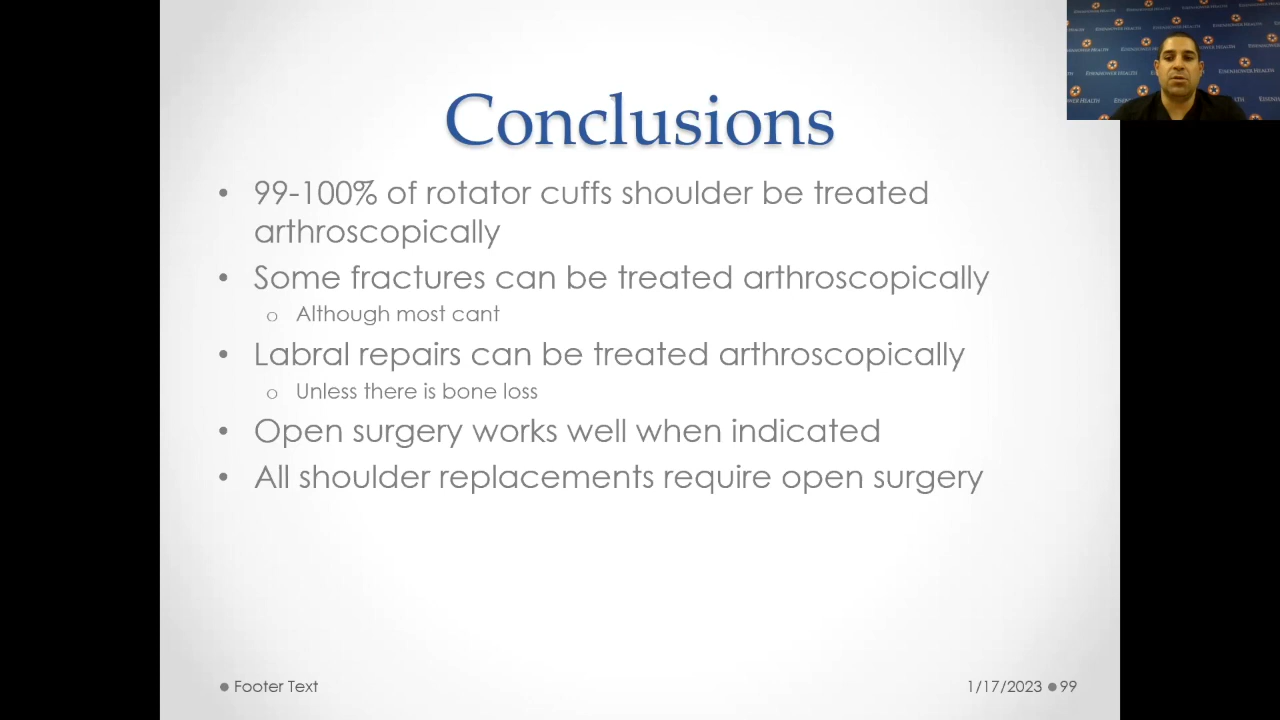 Conclusions
• 99-100% of rotator cuffs shoulder be treated
arthroscopically
• Some fractures can be treated arthroscopically
o Although most cant
• Labral repairs can be treated arthroscopically
o Unless there is bone loss
• Open surgery works well when indicated
• All shoulder replacements require open surgery
Footer Text
1/17/2023 ● 99
EISENHOWER HEALTH